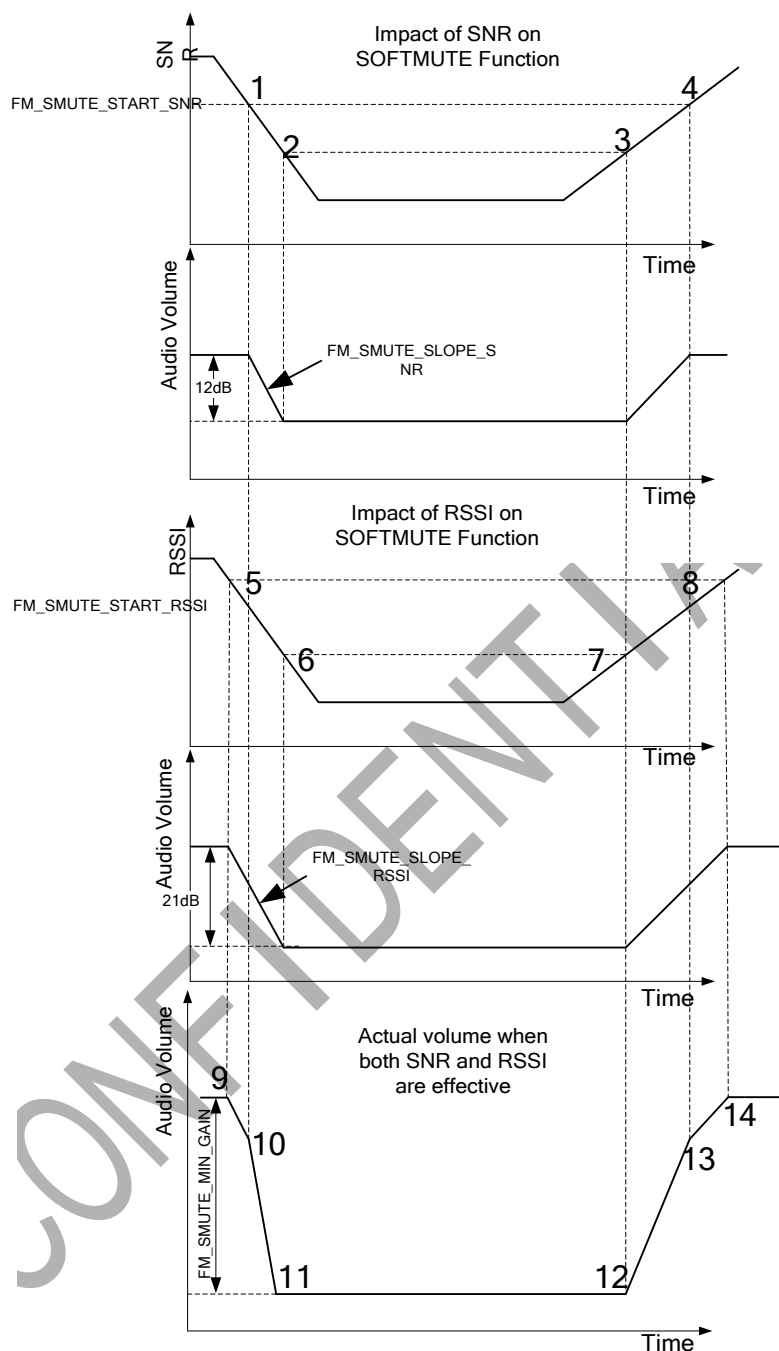 Impact of SNR on
SOFTMUTE Function
SN
R
FM_SMUTE_START_SNR
1
2
3
4
Time
Audio Volume
12dB
FM_SMUTE_SLOPE_S
NR
Time
Impact of RSSI on
SOFTMUTE Function
RSSI
FM_SMUTE_START_RSSI
5
6
7
8
Time
Audio Volume
21dB
FM_SMUTE_SLOPE_
RSSI
Time
Audio Volume
Actual volume when
both SNR and RSSI
are effective
FM_SMUTE_MIN_GAIN
9
10
11
12
13
14
Time
CONFIDENTIA